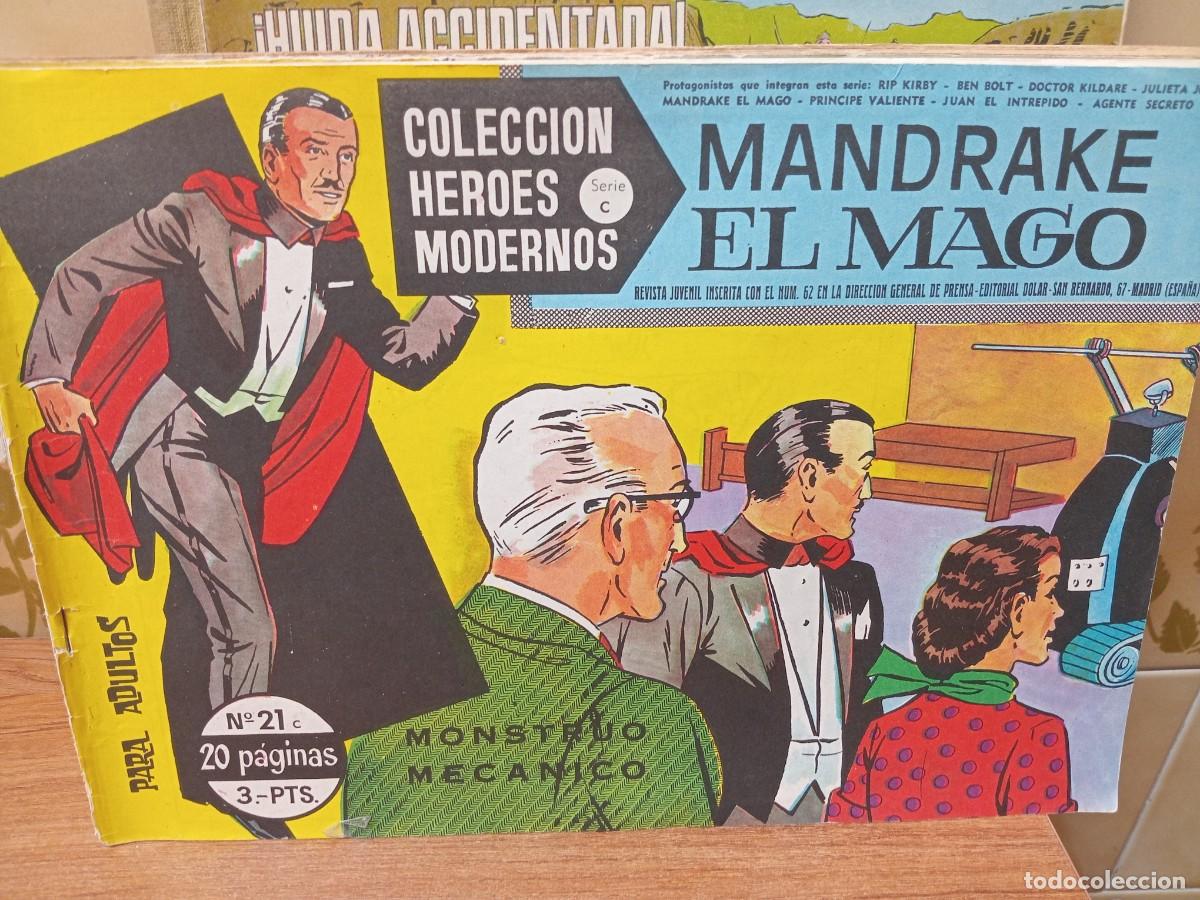 ¡HUIDA ACCIDENTADA!
Protagonistas que integran esta serie: RIP KIRBY - BEN BOLT - DOCTOR KILDARE - JULIETA
MANDRAKE EL MAGO - PRINCIPE VALIENTE - JUAN EL INTREPIDO - AGENTE SECRETO
COLECCION
HEROES
MODERNOS
Serie
C
MANDRAKE
EL MAGO
REVISTA JUVENIL INSERITA CON EL NUM. 62 EN LA DIRECCION GENERAL DE PRENSA-EDITORIAL DOLAR-SAN BERNARDO, 67-MADRID (ESPAÑA)
PARA ADULTOS
Nº 21 c
20 páginas
3.-PTS.
MONSTRUO
MECANICO
todocoleccion